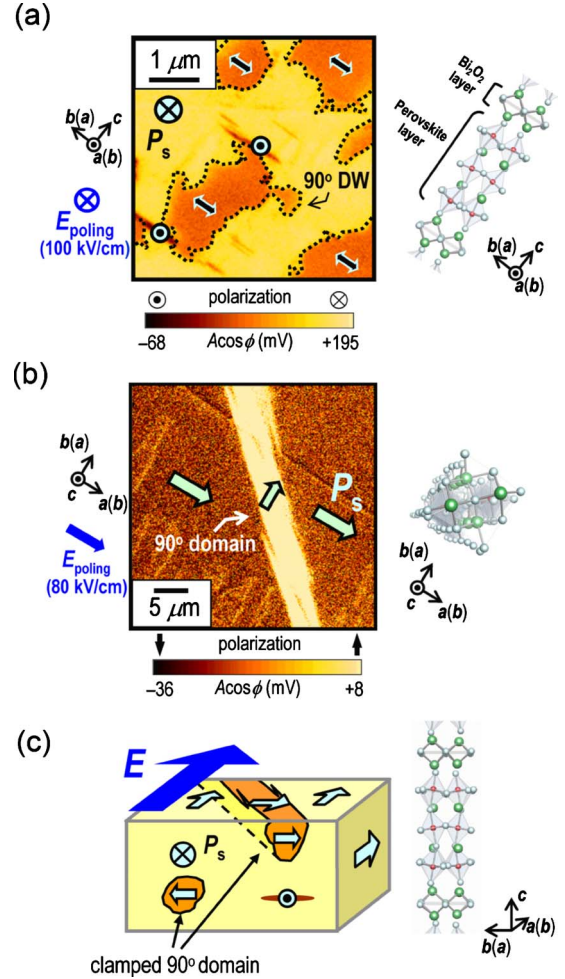 (a)
1 μm
b(a)
c
a(b)
Ps
Epoling
(100 kV/cm)
90° DW
Bi2O2
layer
Perovskite
layer
b(a)
c
a(b)
polarization
–68
Acosϕ (mV)
+195
(b)
b(a)
c
a(b)
Epoling
(80 kV/cm)
Ps
90° domain
5 μm
b(a)
c
a(b)
polarization
–36
Acosϕ (mV)
+8
(c)
E
Ps
clamped 90° domain
c
a(b)
b(a)